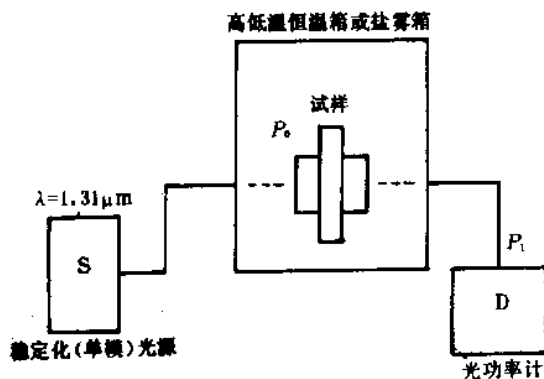 高低温恒温箱或盐雾箱
试样
P₀
λ=1.31μm
S
P₁
D
稳定化(单模)光源
光功率计